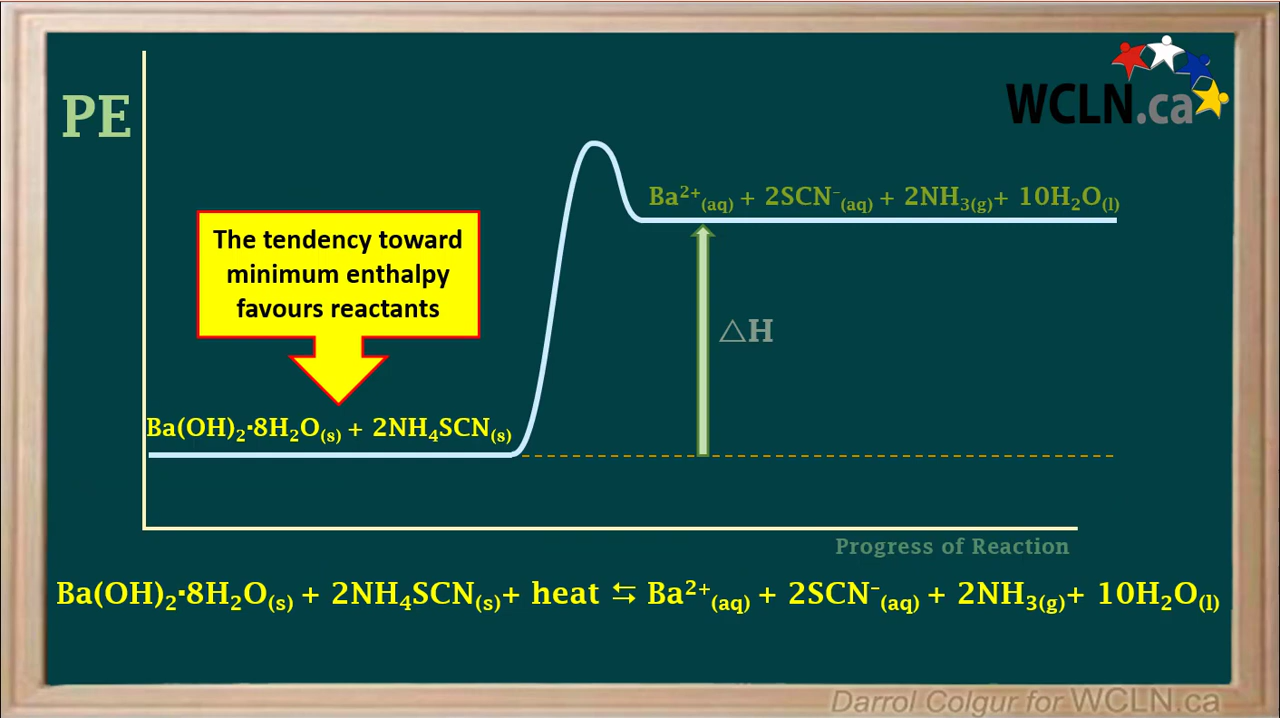 PE
WCLN.ca
Ba²⁺(aq) + 2SCN⁻(aq) + 2NH₃(g)+ 10H₂O(l)
The tendency toward
minimum enthalpy
favours reactants
△H
Ba(OH)₂·8H₂O(s) + 2NH₄SCN(s)
Progress of Reaction
Ba(OH)₂·8H₂O(s) + 2NH₄SCN(s)+ heat ⇆ Ba²⁺(aq) + 2SCN⁻(aq) + 2NH₃(g)+ 10H₂O(l)
Darrol Colgur for WCLN.ca